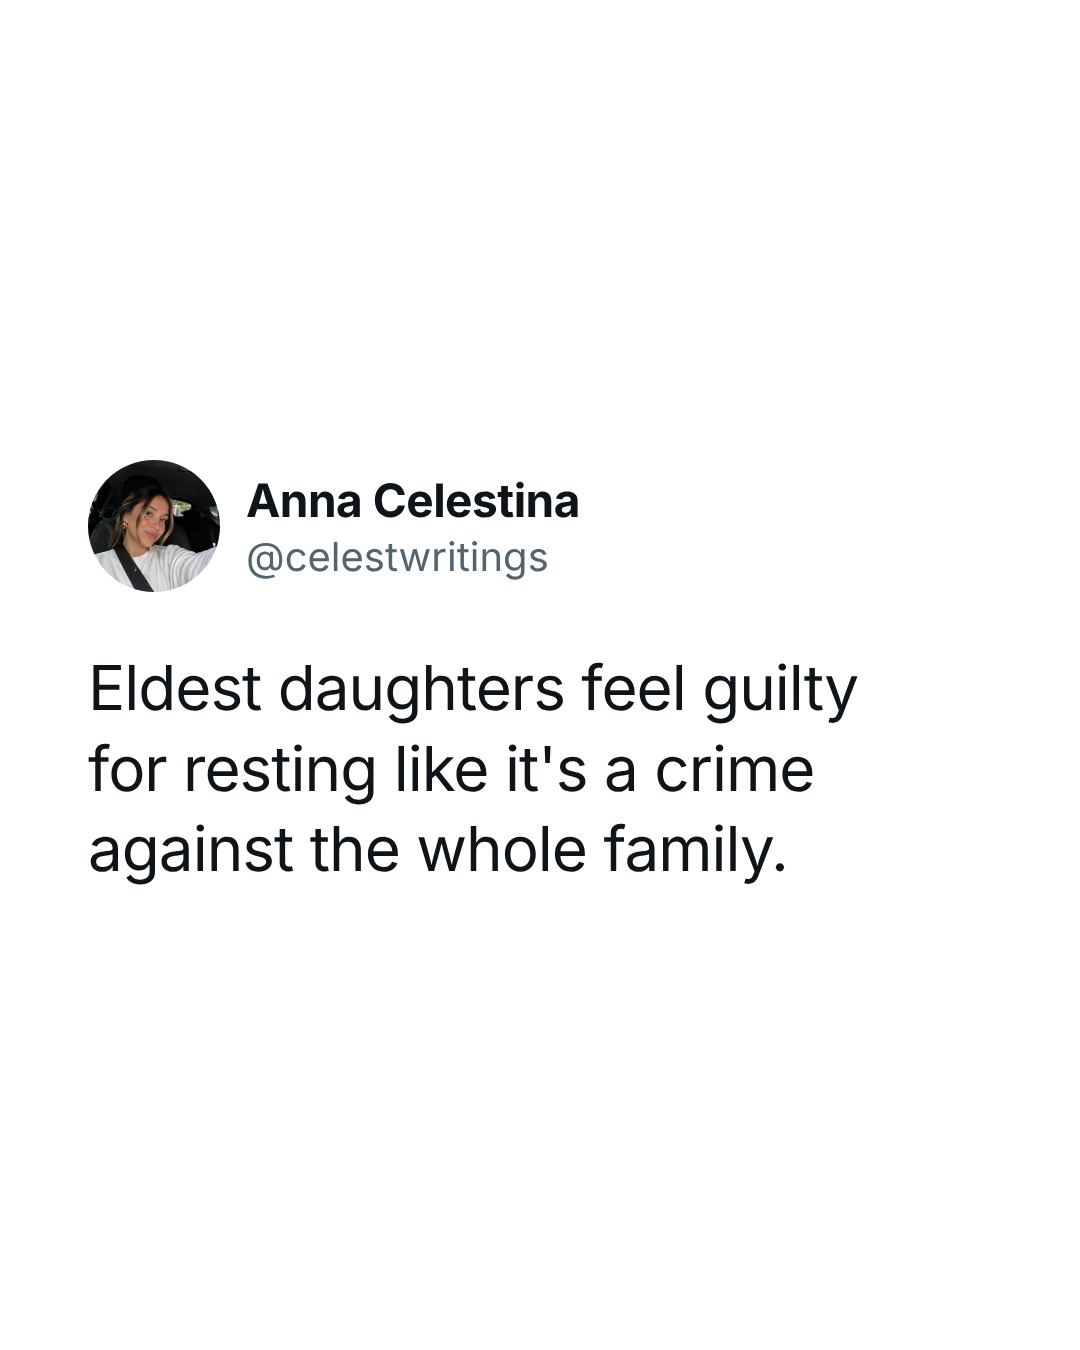 Anna Celestina
@celestwritings
Eldest daughters feel guilty
for resting like it's a crime
against the whole family.